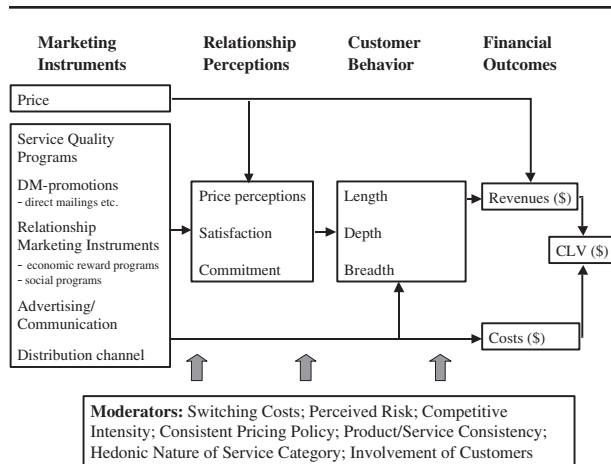 Marketing Instruments
Relationship Perceptions
Customer Behavior
Financial Outcomes
Price
Service Quality
Programs
DM-promotions
- direct mailings etc.
Relationship
Marketing Instruments
- economic reward programs
- social programs
Advertising/
Communication
Distribution channel
Price perceptions
Satisfaction
Commitment
Length
Depth
Breadth
Revenues ($)
CLV ($)
Costs ($)
Moderators: Switching Costs; Perceived Risk; Competitive
Intensity; Consistent Pricing Policy; Product/Service Consistency;
Hedonic Nature of Service Category; Involvement of Customers